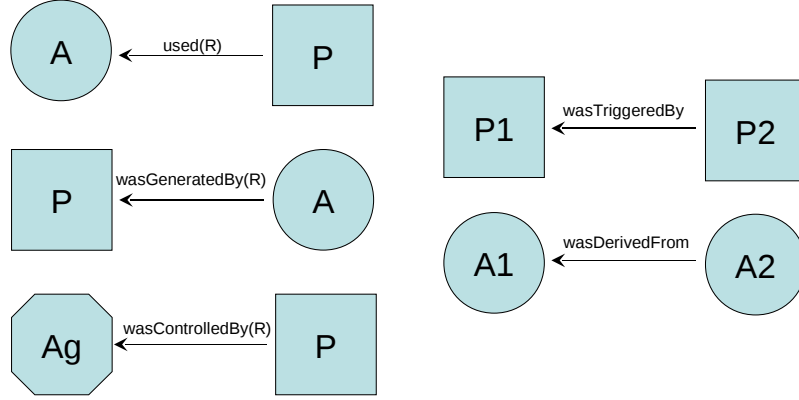 A
used(R)
P
P
wasGeneratedBy(R)
A
Ag
wasControlledBy(R)
P
P1
wasTriggeredBy
P2
A1
wasDerivedFrom
A2